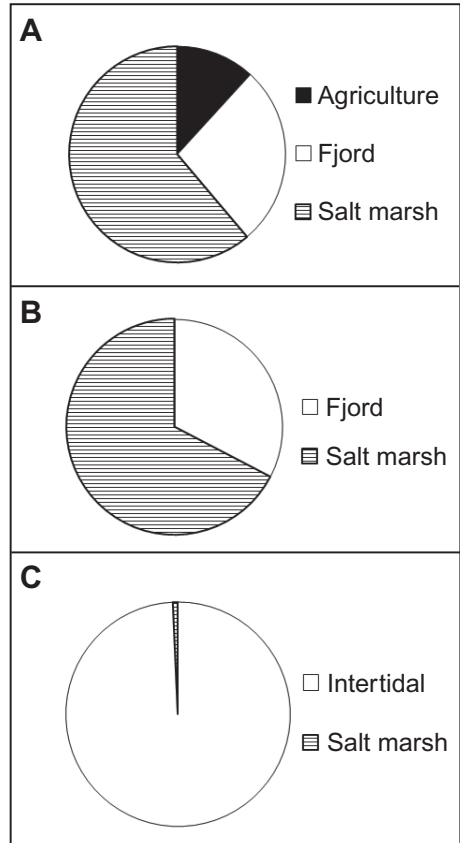 A
Agriculture
Fjord
Salt marsh
B
Fjord
Salt marsh
C
Intertidal
Salt marsh